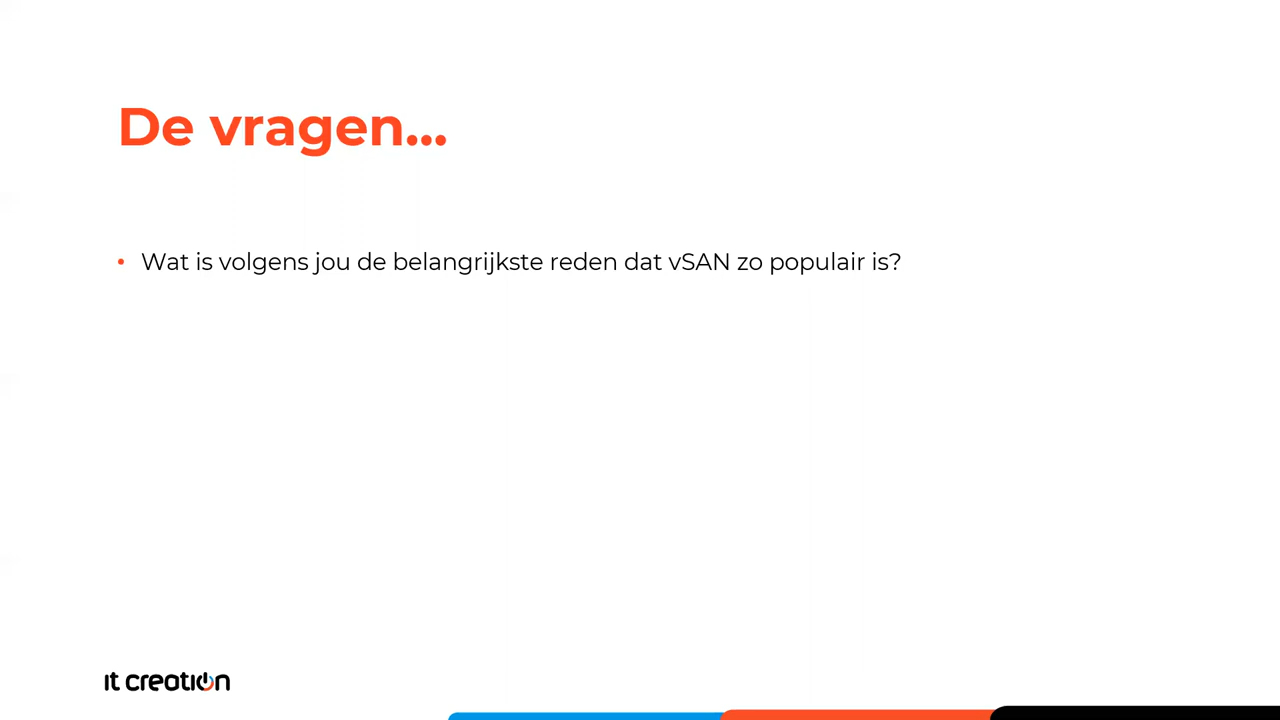 De vragen...
• Wat is volgens jou de belangrijkste reden dat vSAN zo populair is?
it creation